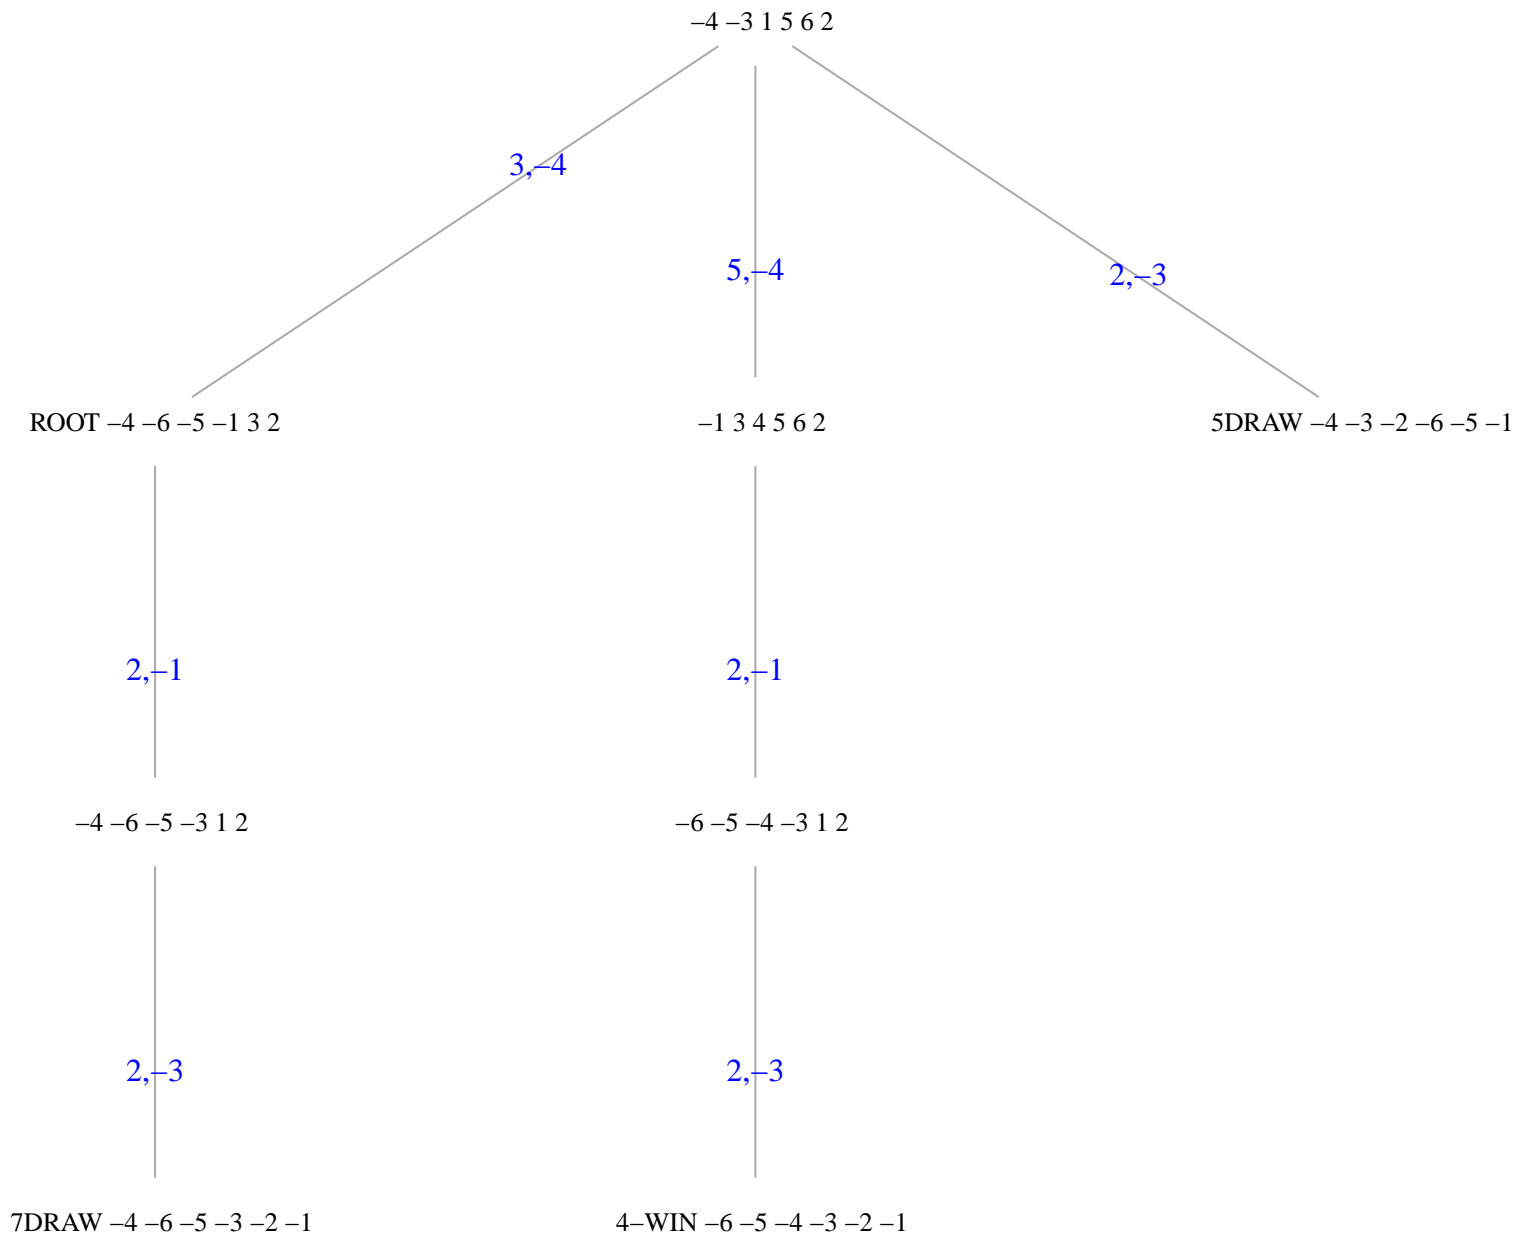 –4 –3 1 5 6 2
3,–4
5,–4
2,–3
ROOT –4 –6 –5 –1 3 2
–1 3 4 5 6 2
5DRAW –4 –3 –2 –6 –5 –1
2,–1
2,–1
–4 –6 –5 –3 1 2
–6 –5 –4 –3 1 2
2,–3
2,–3
7DRAW –4 –6 –5 –3 –2 –1
4–WIN –6 –5 –4 –3 –2 –1